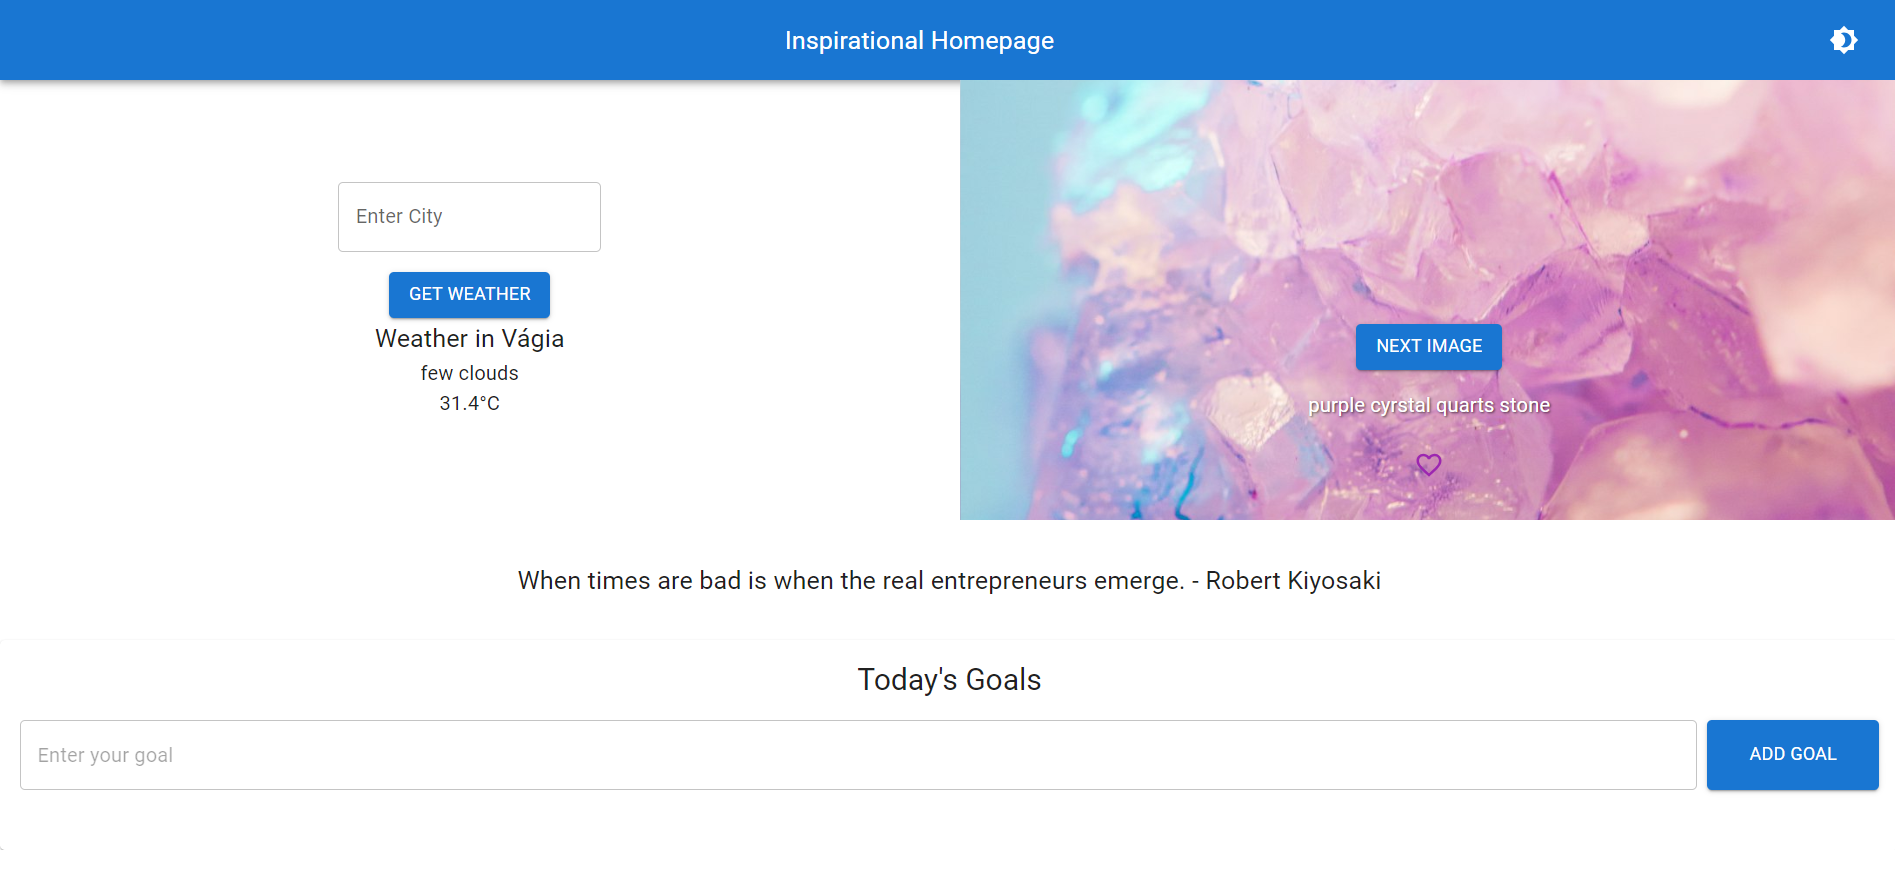 Inspirational Homepage
Enter City
GET WEATHER
Weather in Vágia
few clouds
31.4°C
NEXT IMAGE
purple cyrstal quarts stone
When times are bad is when the real entrepreneurs emerge. - Robert Kiyosaki
Today's Goals
Enter your goal
ADD GOAL